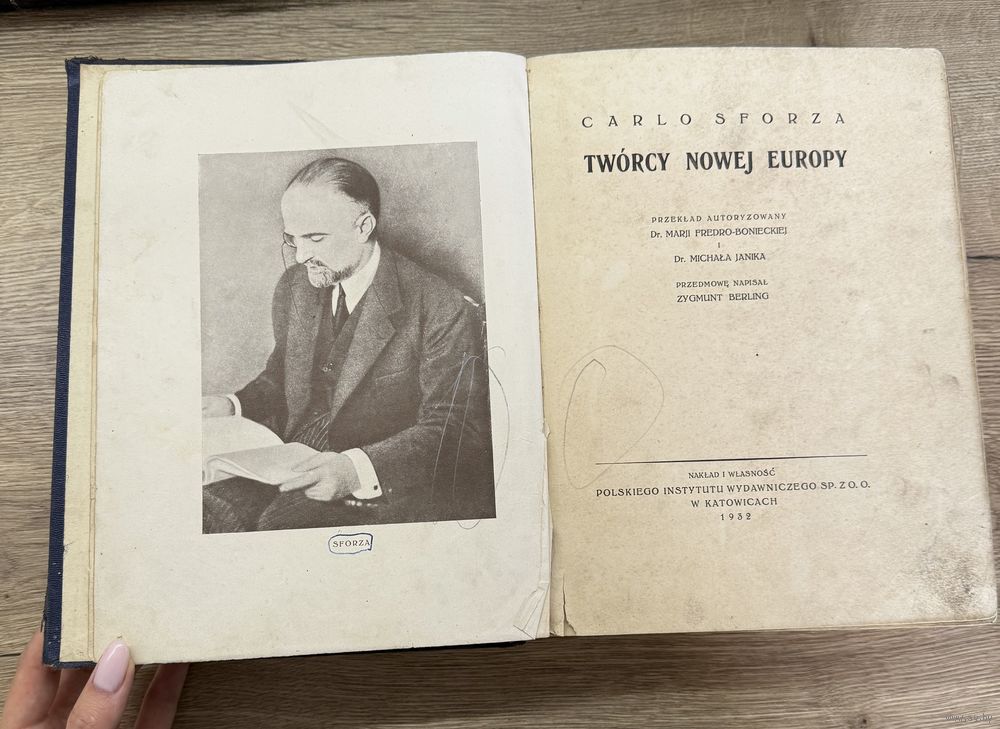 SFORZA
CARLO SFORZA
TWÓRCY NOWEJ EUROPY
PRZEKŁAD AUTORYZOWANY
Dr. MARJI FREDRO-BONIECKIEJ
I
Dr. MICHAŁA JANIKA
PRZEDMOWĘ NAPISAŁ
ZYGMUNT BERLING
NAKŁAD I WŁASNOŚĆ
POLSKIEGO INSTYTUTU WYDAWNICZEGO SP. Z O. O.
W KATOWICACH
1932